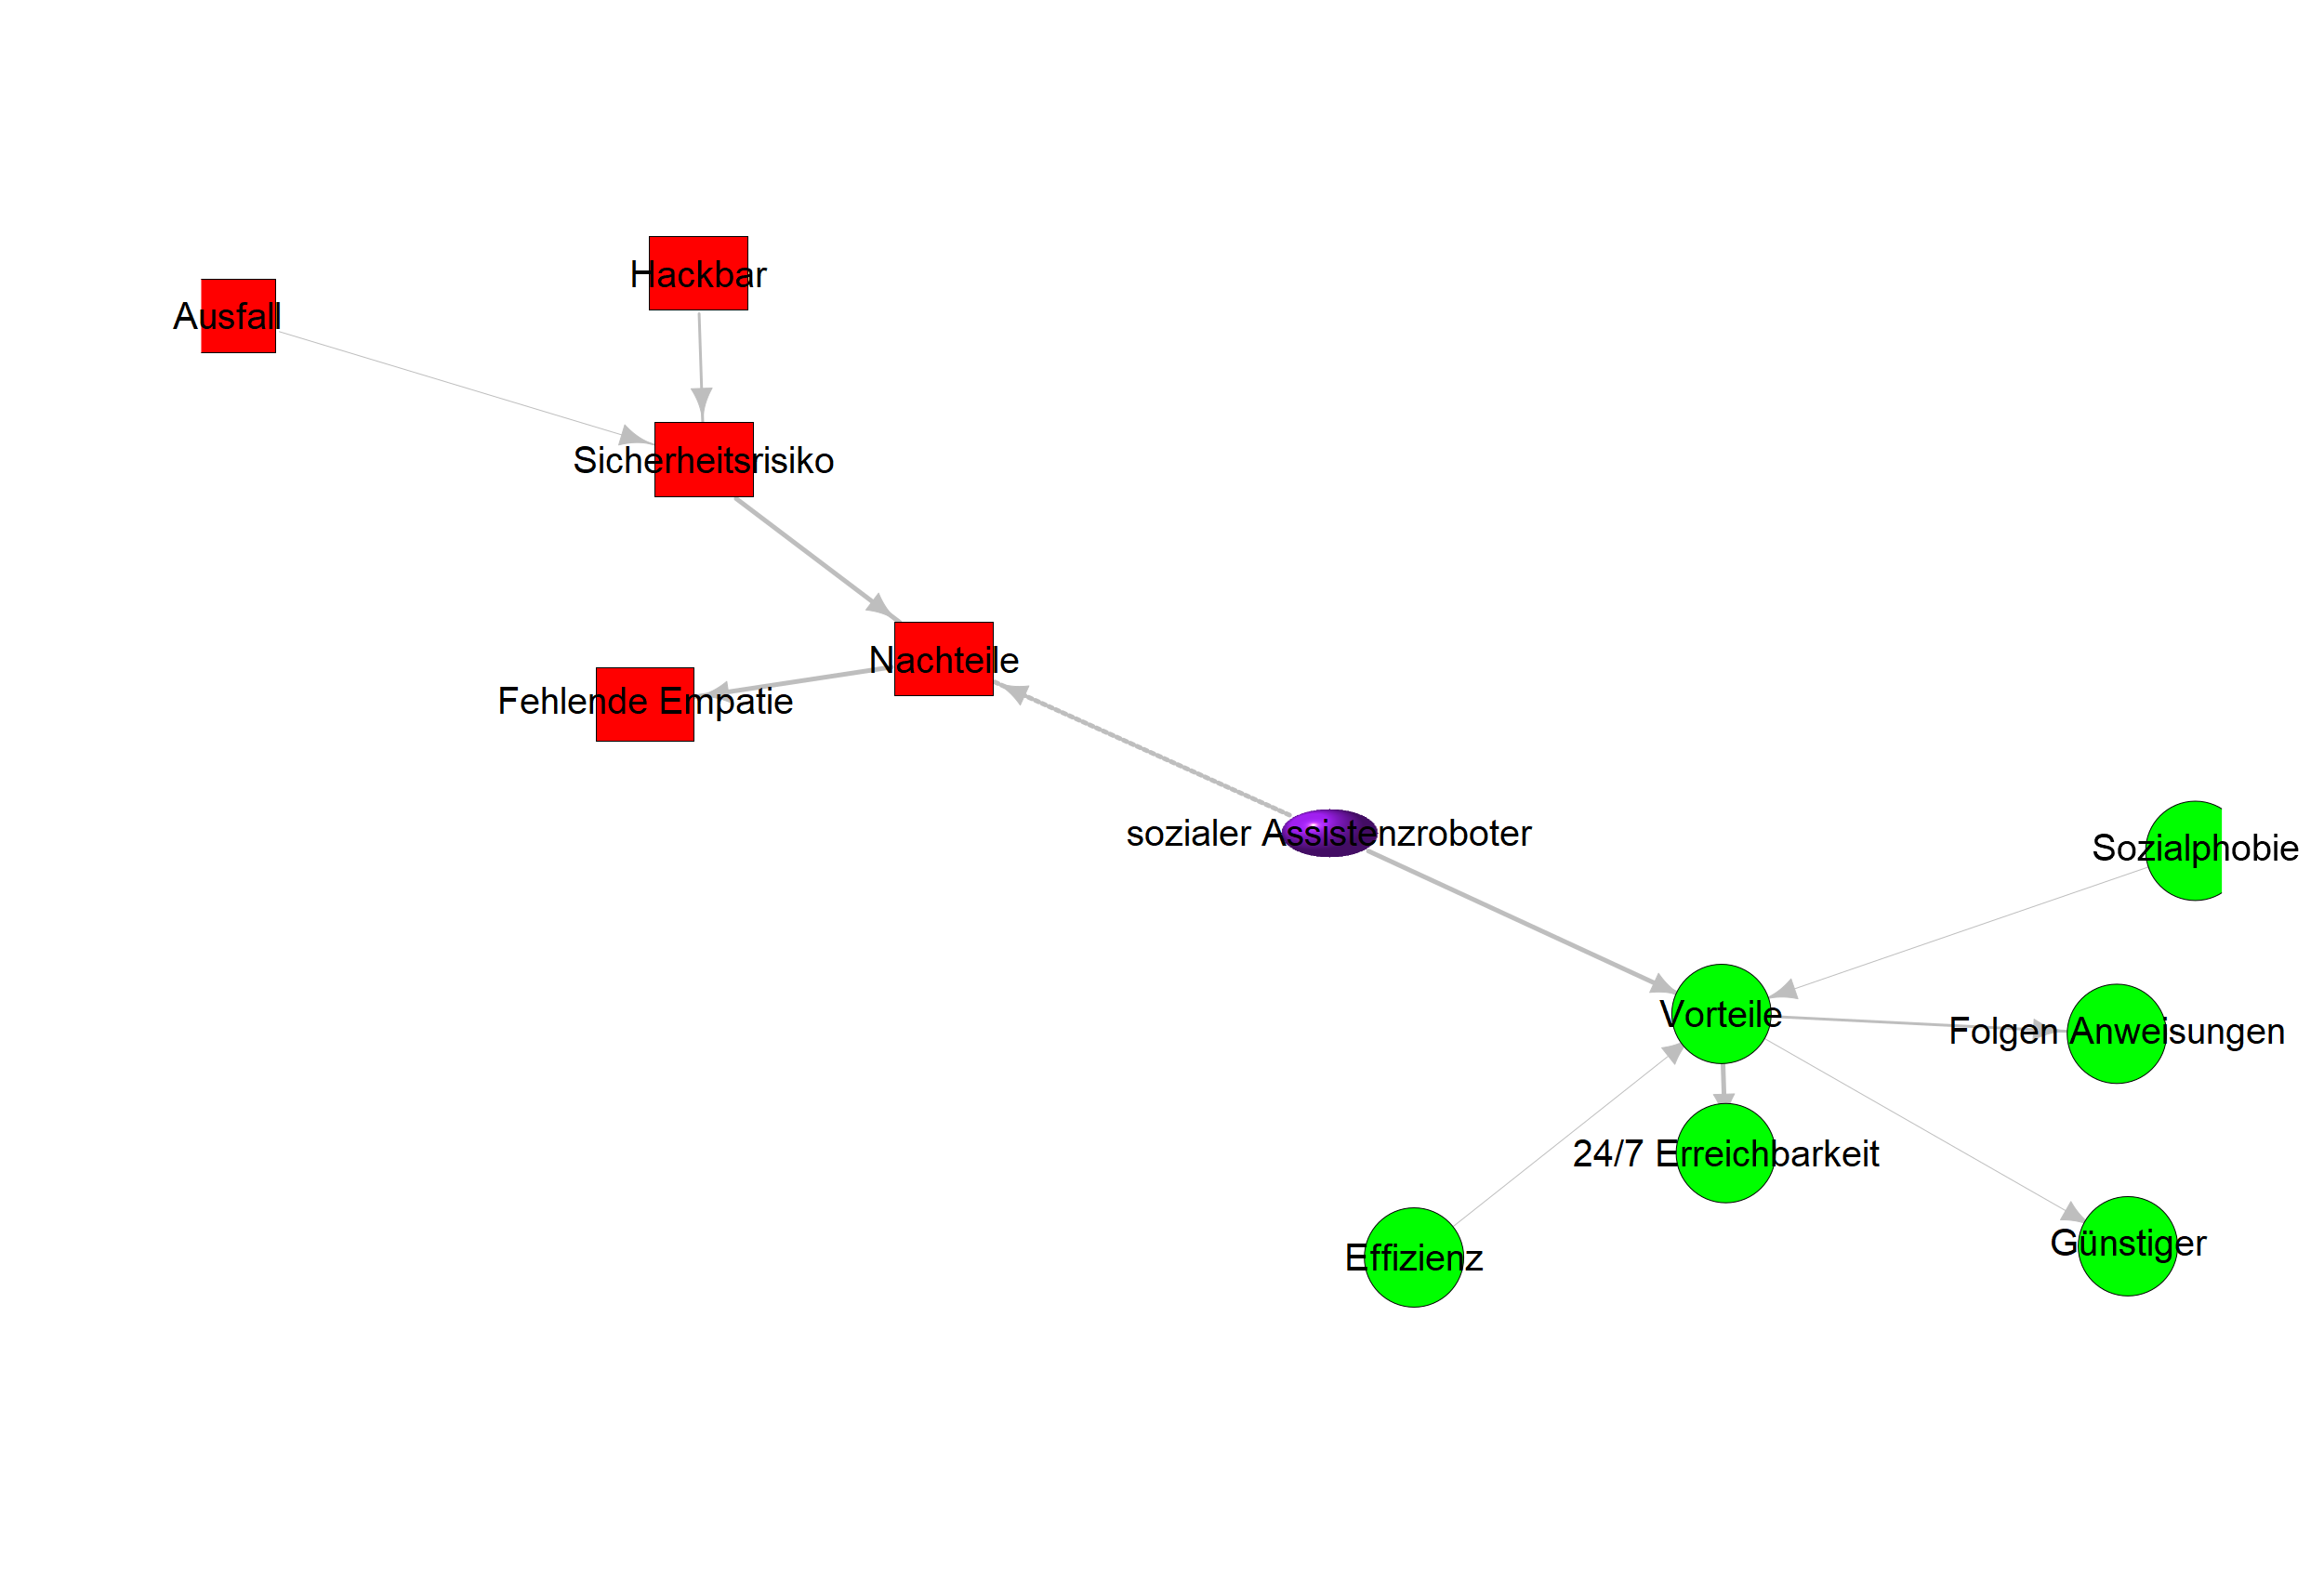 Hackbar
Ausfall
Sicherheitsrisiko
Nachteile
Fehlende Empatie
sozialer Assistenzroboter
Sozialphobie
Vorteile
Folgen Anweisungen
24/7 Erreichbarkeit
Günstiger
Effizienz